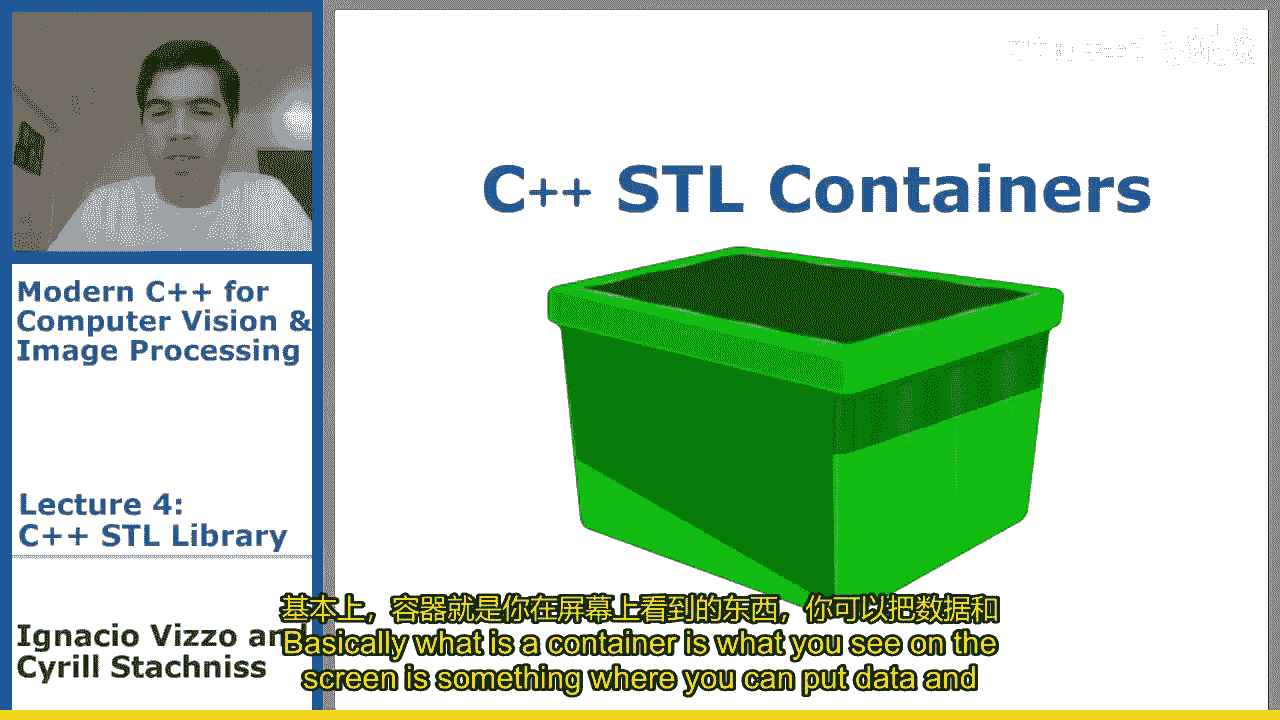 C++ STL Containers
Modern C++ for
Computer Vision &
Image Processing
Lecture 4:
C++ STL Library
Ignacio Vizzo an
Cyrill Stachniss
基本上，容器就是你在屏幕上看到的东西，你可以把数据和
Basically what is a container is what you see on the
screen is something where you can put data and